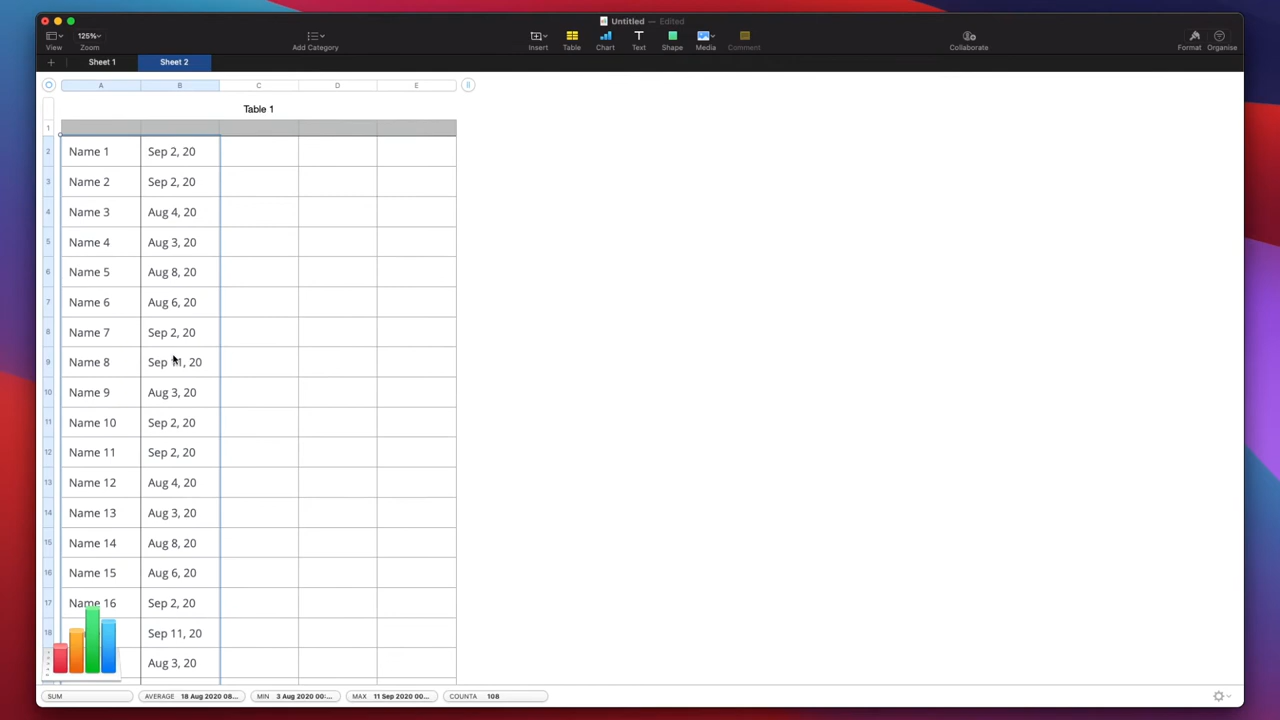 Untitled — Edited
125%
View
Zoom
Add Category
Insert
Table
Chart
Text
Shape
Media
Comment
Collaborate
Format
Organise
+ Sheet 1 Sheet 2
A B C D E
Table 1
1
2 Name 1 Sep 2, 20
3 Name 2 Sep 2, 20
4 Name 3 Aug 4, 20
5 Name 4 Aug 3, 20
6 Name 5 Aug 8, 20
7 Name 6 Aug 6, 20
8 Name 7 Sep 2, 20
9 Name 8 Sep 11, 20
10 Name 9 Aug 3, 20
11 Name 10 Sep 2, 20
12 Name 11 Sep 2, 20
13 Name 12 Aug 4, 20
14 Name 13 Aug 3, 20
15 Name 14 Aug 8, 20
16 Name 15 Aug 6, 20
17 Name 16 Sep 2, 20
18 Sep 11, 20
Aug 3, 20
SUM AVERAGE 18 Aug 2020 08... MIN 3 Aug 2020 00:... MAX 11 Sep 2020 00... COUNTA 108